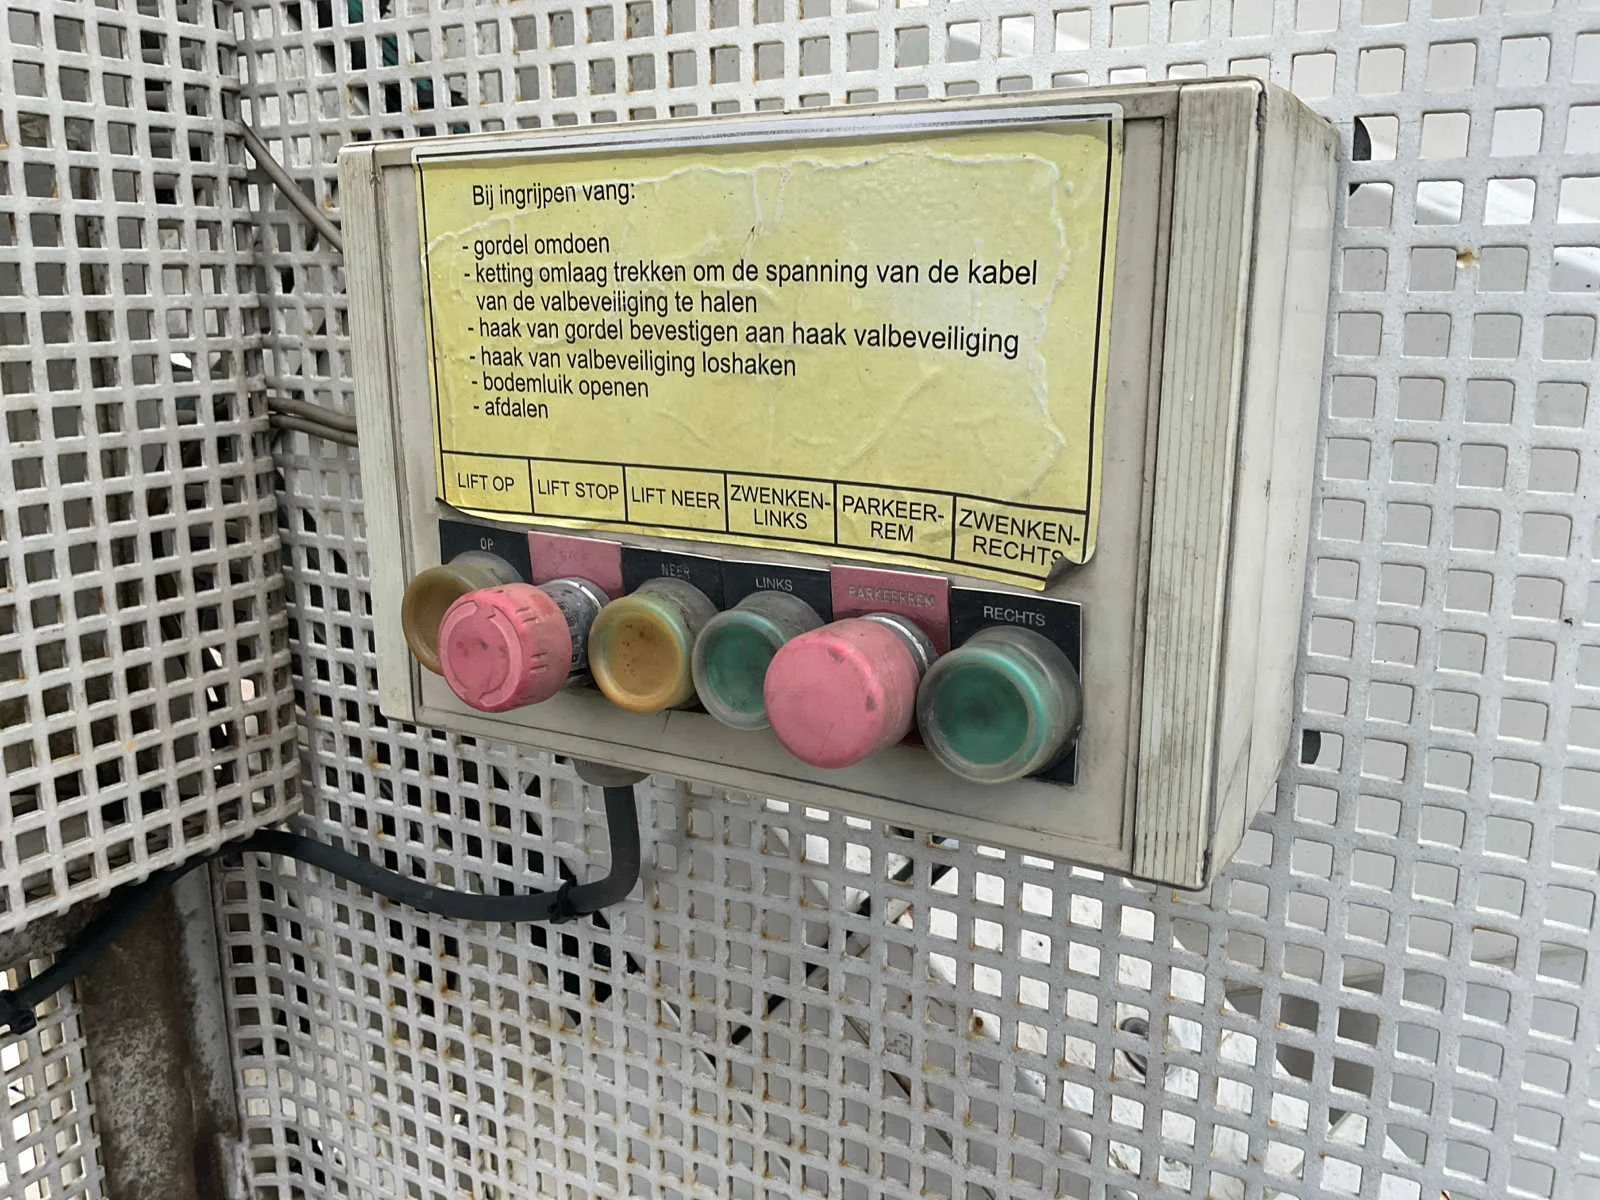 Bij ingrijpen vang:
- gordel omdoen
- ketting omlaag trekken om de spanning van de kabel
van de valbeveiliging te halen
- haak van gordel bevestigen aan haak valbeveiliging
- haak van valbeveiliging loshaken
- bodemluik openen
- afdalen
LIFT OP
LIFT STOP
LIFT NEER
ZWENKEN-
LINKS
PARKEER-
REM
ZWENKEN-
RECHTS
OP
NEER
LINKS
PARKEERREM
RECHTS